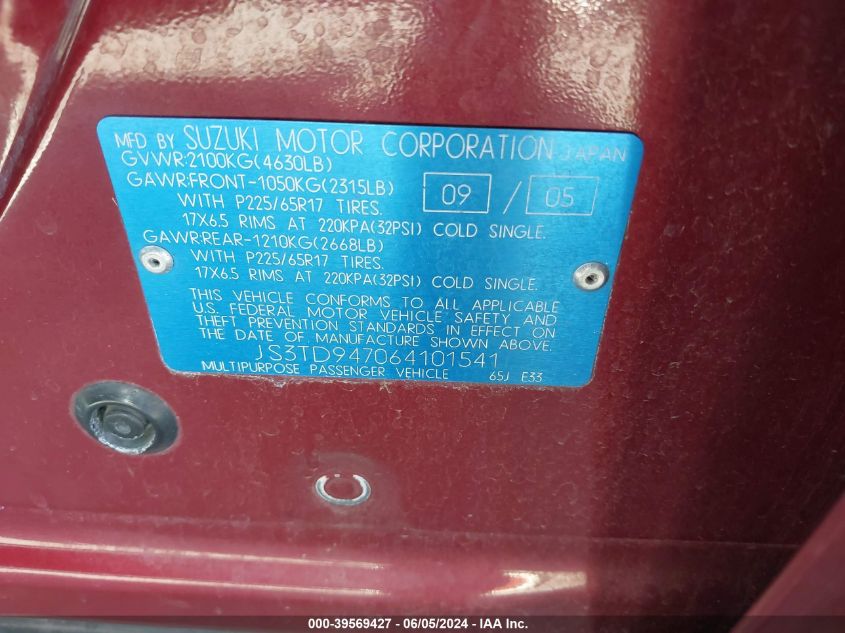 MFD BY SUZUKI MOTOR CORPORATION JAPAN
GVWR:2100KG(4630LB)
GAWR:FRONT-1050KG(2315LB) 09 / 05
WITH P225/65R17 TIRES.
17X6.5 RIMS AT 220KPA(32PSI) COLD SINGLE.
GAWR:REAR-1210KG(2668LB)
WITH P225/65R17 TIRES.
17X6.5 RIMS AT 220KPA(32PSI) COLD SINGLE.
THIS VEHICLE CONFORMS TO ALL APPLICABLE
U.S. FEDERAL MOTOR VEHICLE SAFETY AND
THEFT PREVENTION STANDARDS IN EFFECT ON
THE DATE OF MANUFACTURE SHOWN ABOVE.
JS3TD947064101541
MULTIPURPOSE PASSENGER VEHICLE 65J E33
000-39569427 - 06/05/2024 - IAA, Inc.